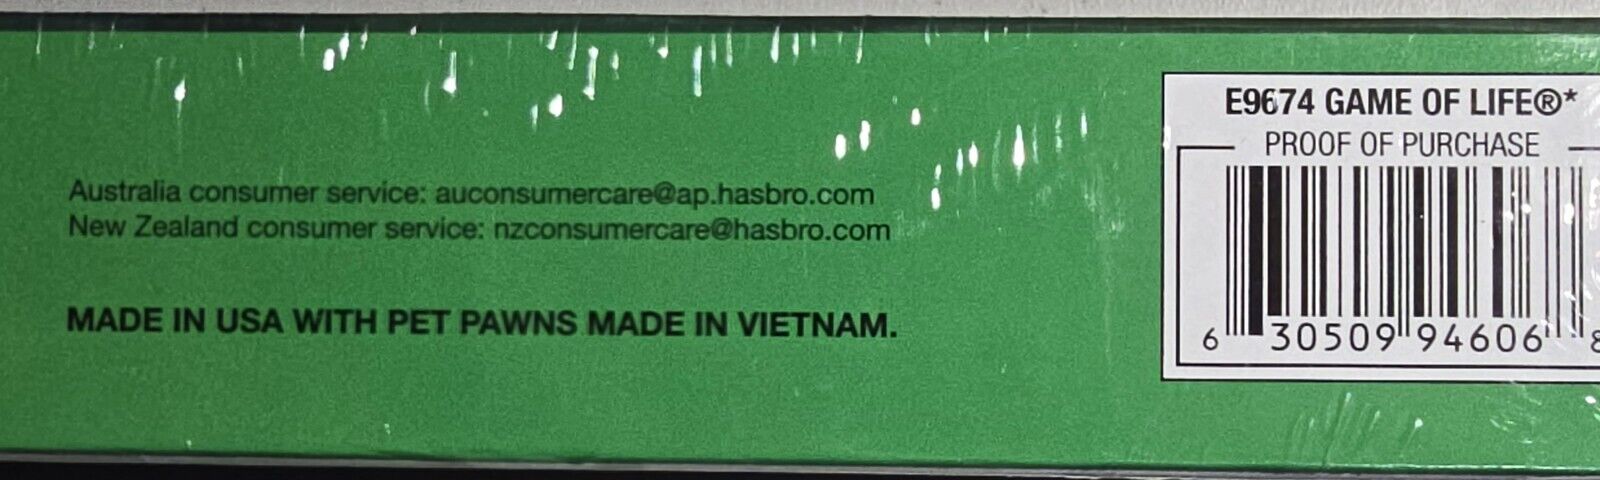 Australia consumer service: auconsumercare@ap.hasbro.com
New Zealand consumer service: nzconsumercare@hasbro.com
MADE IN USA WITH PET PAWNS MADE IN VIETNAM.
E9674 GAME OF LIFE®*
PROOF OF PURCHASE
6 30509 94606 8